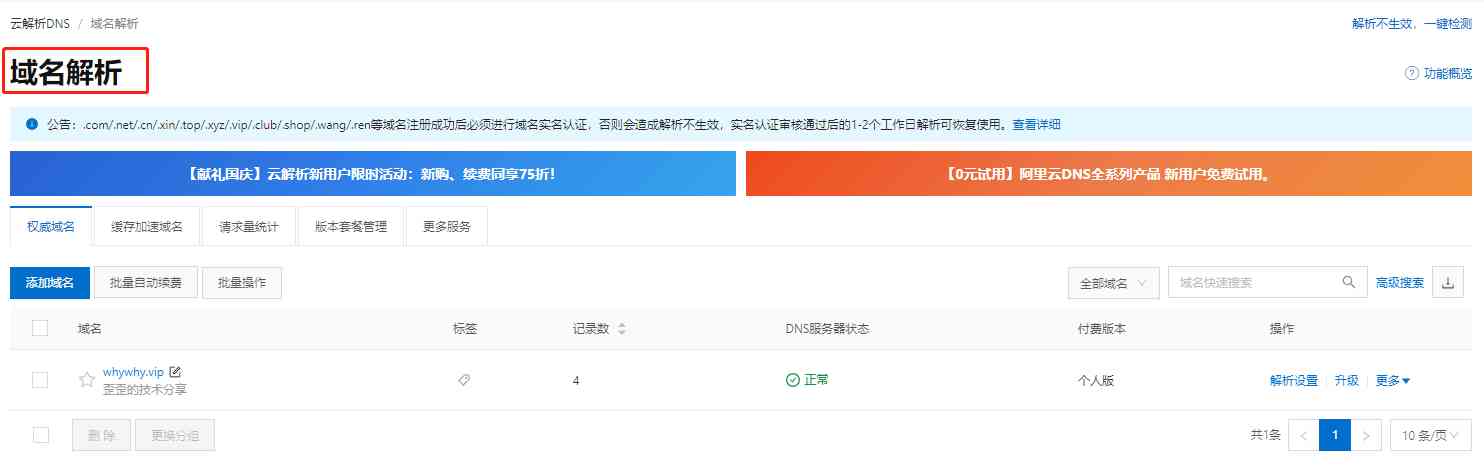 云解析DNS / 域名解析
解析不生效，一键检测
域名解析
功能概览
公告：.com/.net/.cn/.xin/.top/.xyz/.vip/.club/.shop/.wang/.ren等域名注册成功后必须进行域名实名认证，否则会造成解析不生效，实名认证审核通过后的1-2个工作日解析可恢复使用。查看详细
【献礼国庆】云解析新用户限时活动：新购、续费同享75折！
【0元试用】阿里云DNS全系列产品 新用户免费试用。
权威域名 缓存加速域名 请求量统计 版本套餐管理 更多服务
添加域名 批量自动续费 批量操作 全部域名 域名快速搜索 高级搜索
域名 标签 记录数 DNS服务器状态 付费版本 操作
whywhy.vip 4 正常 个人版 解析设置 升级 更多
歪歪的技术分享
删 除 更换分组 共1条 < 1 > 10 条/页